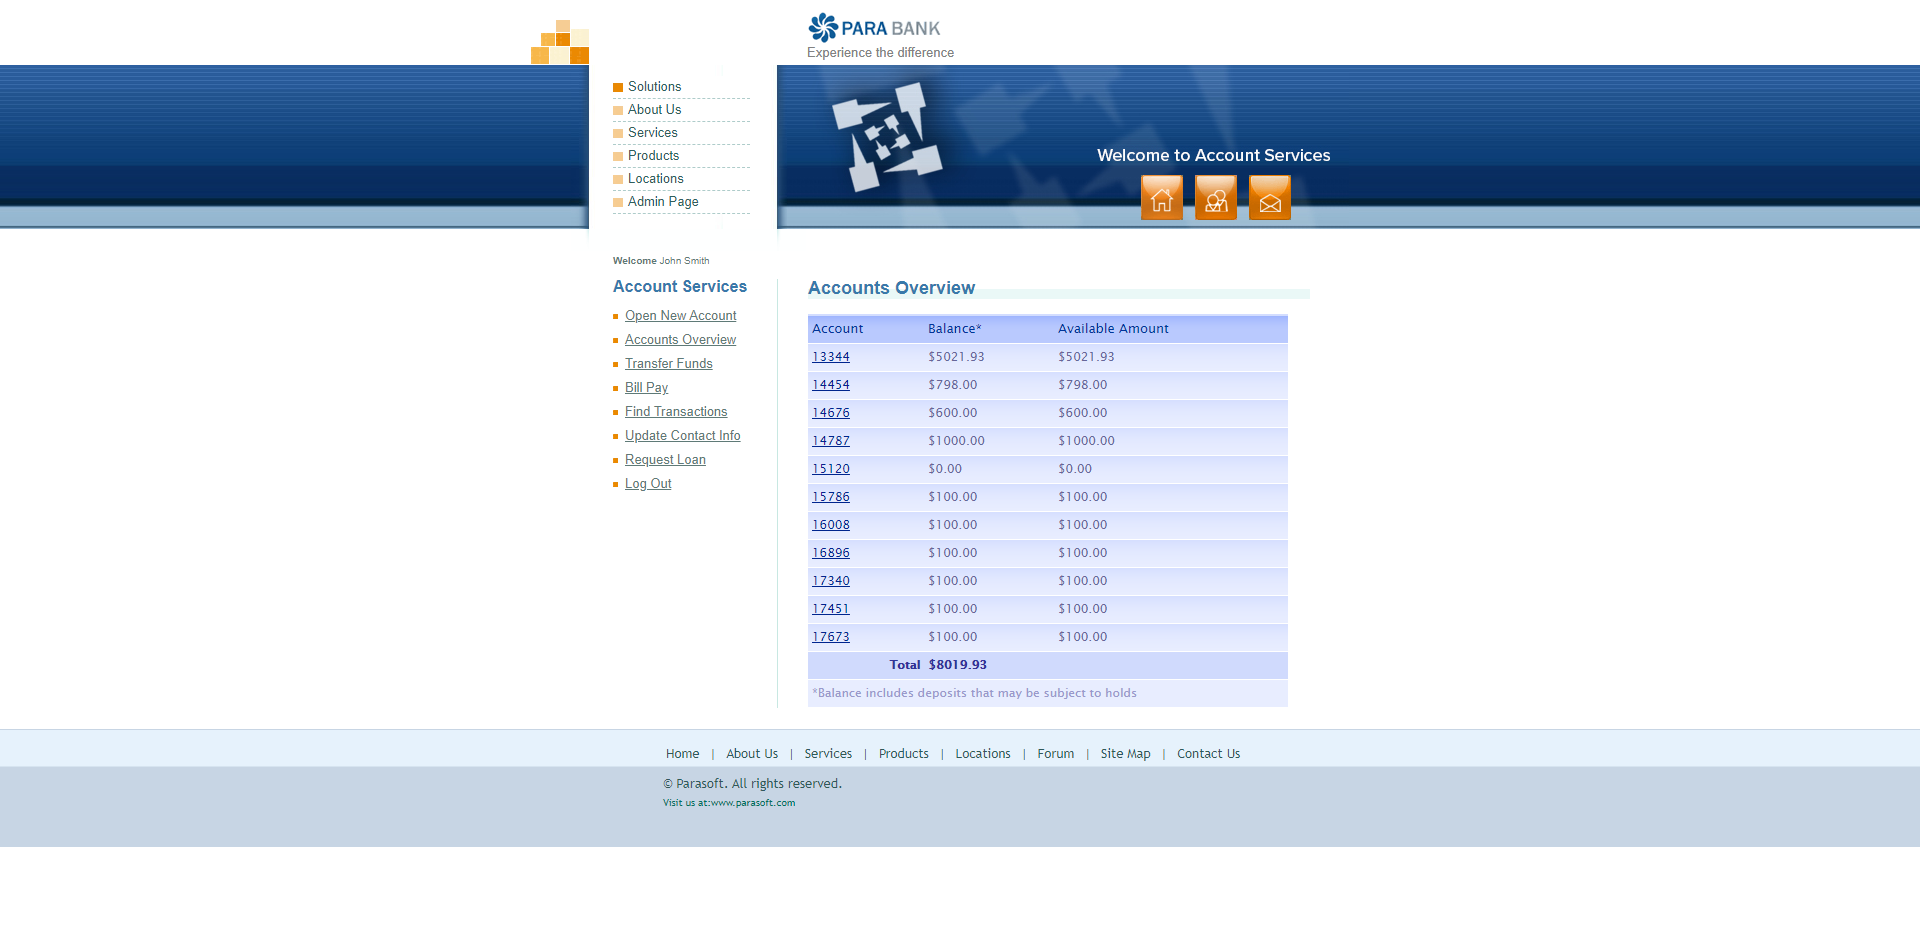 PARA BANK
Experience the difference
Solutions
About Us
Services
Products
Locations
Admin Page
Welcome to Account Services
Welcome John Smith
Account Services
Open New Account
Accounts Overview
Transfer Funds
Bill Pay
Find Transactions
Update Contact Info
Request Loan
Log Out
Accounts Overview
Account Balance* Available Amount
13344 $5021.93 $5021.93
14454 $798.00 $798.00
14676 $600.00 $600.00
14787 $1000.00 $1000.00
15120 $0.00 $0.00
15786 $100.00 $100.00
16008 $100.00 $100.00
16896 $100.00 $100.00
17340 $100.00 $100.00
17451 $100.00 $100.00
17673 $100.00 $100.00
Total $8019.93
*Balance includes deposits that may be subject to holds
Home | About Us | Services | Products | Locations | Forum | Site Map | Contact Us
© Parasoft. All rights reserved.
Visit us at:www.parasoft.com